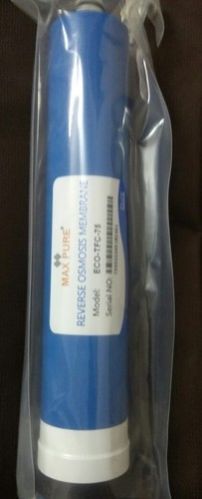 MAX PURE
REVERSE OSMOSIS MEMBRANE
Model: ECO-TFC-75
Serial NO: